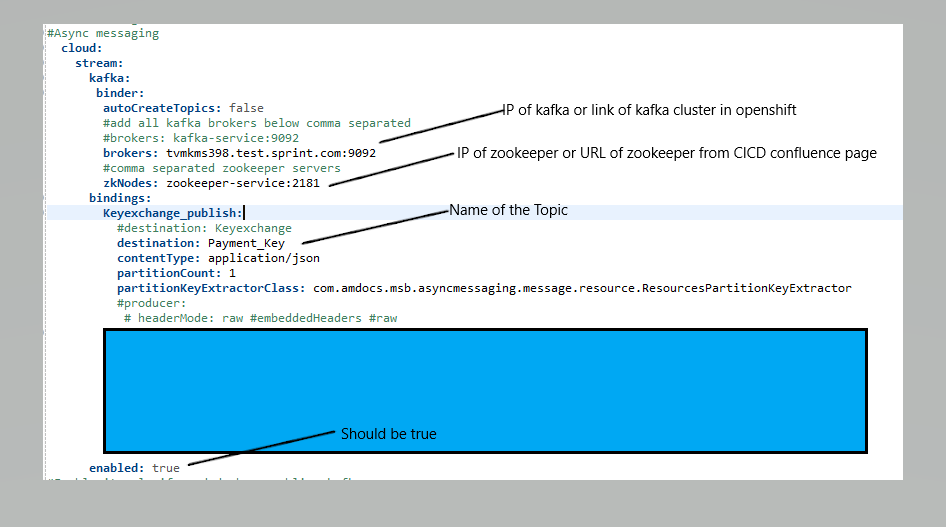 #Async messaging
cloud:
stream:
kafka:
binder:
autoCreateTopics: false
IP of kafka or link of kafka cluster in openshift
#add all kafka brokers below comma separated
#brokers: kafka-service:9092
brokers: tvmkms398.test.sprint.com:9092
IP of zookeeper or URL of zookeeper from CICD confluence page
#comma separated zookeeper servers
zkNodes: zookeeper-service:2181
bindings:
Keyexchange_publish:
Name of the Topic
#destination: Keyexchange
destination: Payment_Key
contentType: application/json
partitionCount: 1
partitionKeyExtractorClass: com.amdocs.msb.asyncmessaging.message.resource.ResourcesPartitionKeyExtractor
#producer:
# headerMode: raw #embeddedHeaders #raw
Should be true
enabled: true